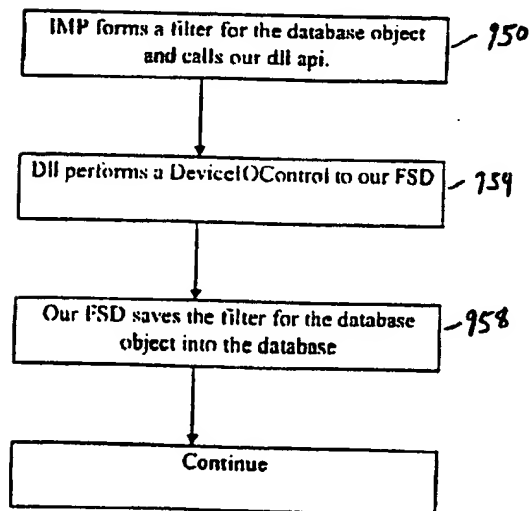 IMP forms a filter for the database object
and calls our dll api.
950
Dll performs a DeviceIOControl to our FSD
954
Our FSD saves the filter for the database
object into the database
958
Continue